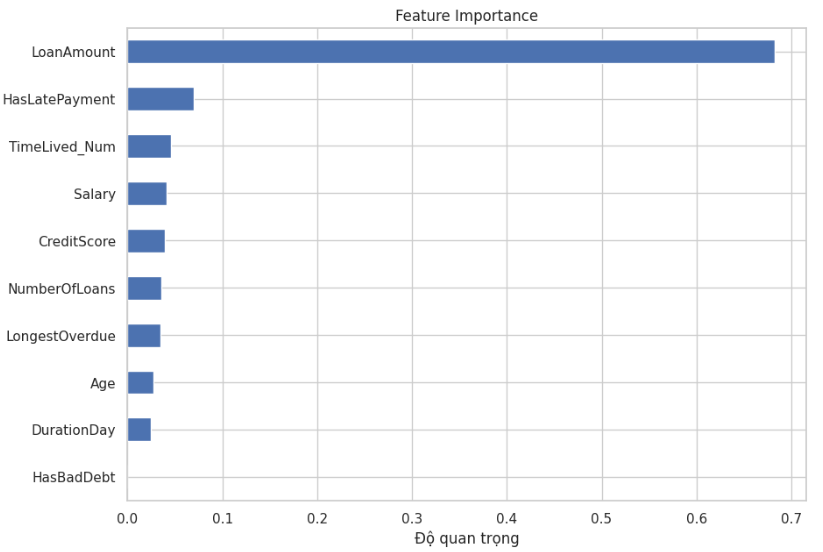 Feature Importance
LoanAmount
HasLatePayment
TimeLived_Num
Salary
CreditScore
NumberOfLoans
LongestOverdue
Age
DurationDay
HasBadDebt
0.0 0.1 0.2 0.3 0.4 0.5 0.6 0.7
Độ quan trọng